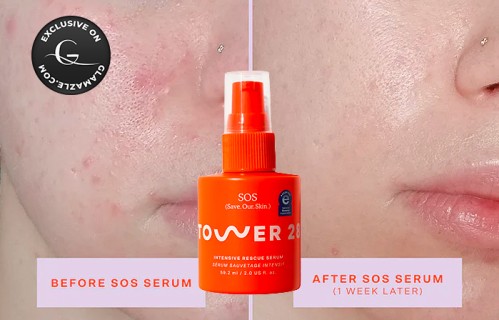 EXCLUSIVE ON
G
GLAMAZLE.COM
SOS
(Save. Our. Skin.)
TOWER 28
INTENSIVE RESCUE SERUM
SÉRUM SAUVETAGE INTENSIF
BEFORE SOS SERUM
AFTER SOS SERUM
(1 WEEK LATER)